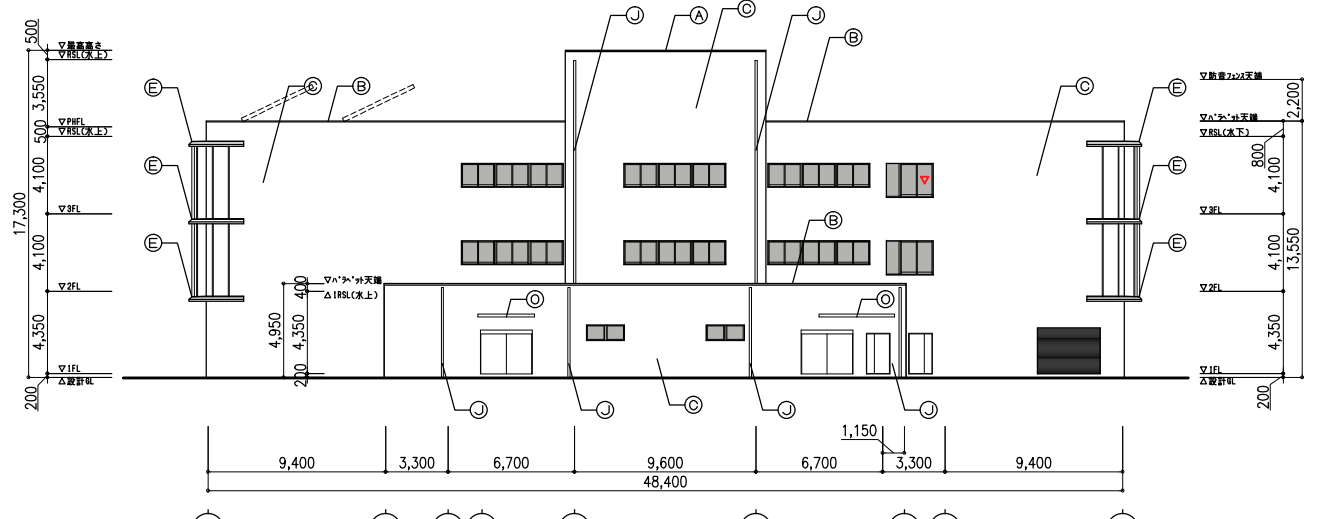 500
▽最高高さ
▽RSL(水上)
3,550
▽PHFL
500
▽RSL(水上)
4,100
▽3FL
17,300
4,100
▽2FL
4,350
▽1FL
△設計GL
200
E
E
E
C
B
J
A
C
J
B
C
B
E
E
E
▽パラペット天端
400
△1RSL(水上)
4,950
4,350
200
O
O
J
J
C
J
J
▽防音フェンス天端
2,200
▽パラペット天端
▽RSL(水下)
800
4,100
▽3FL
13,550
4,100
▽2FL
4,350
▽1FL
△設計GL
200
1,150
9,400
3,300
6,700
9,600
6,700
3,300
9,400
48,400